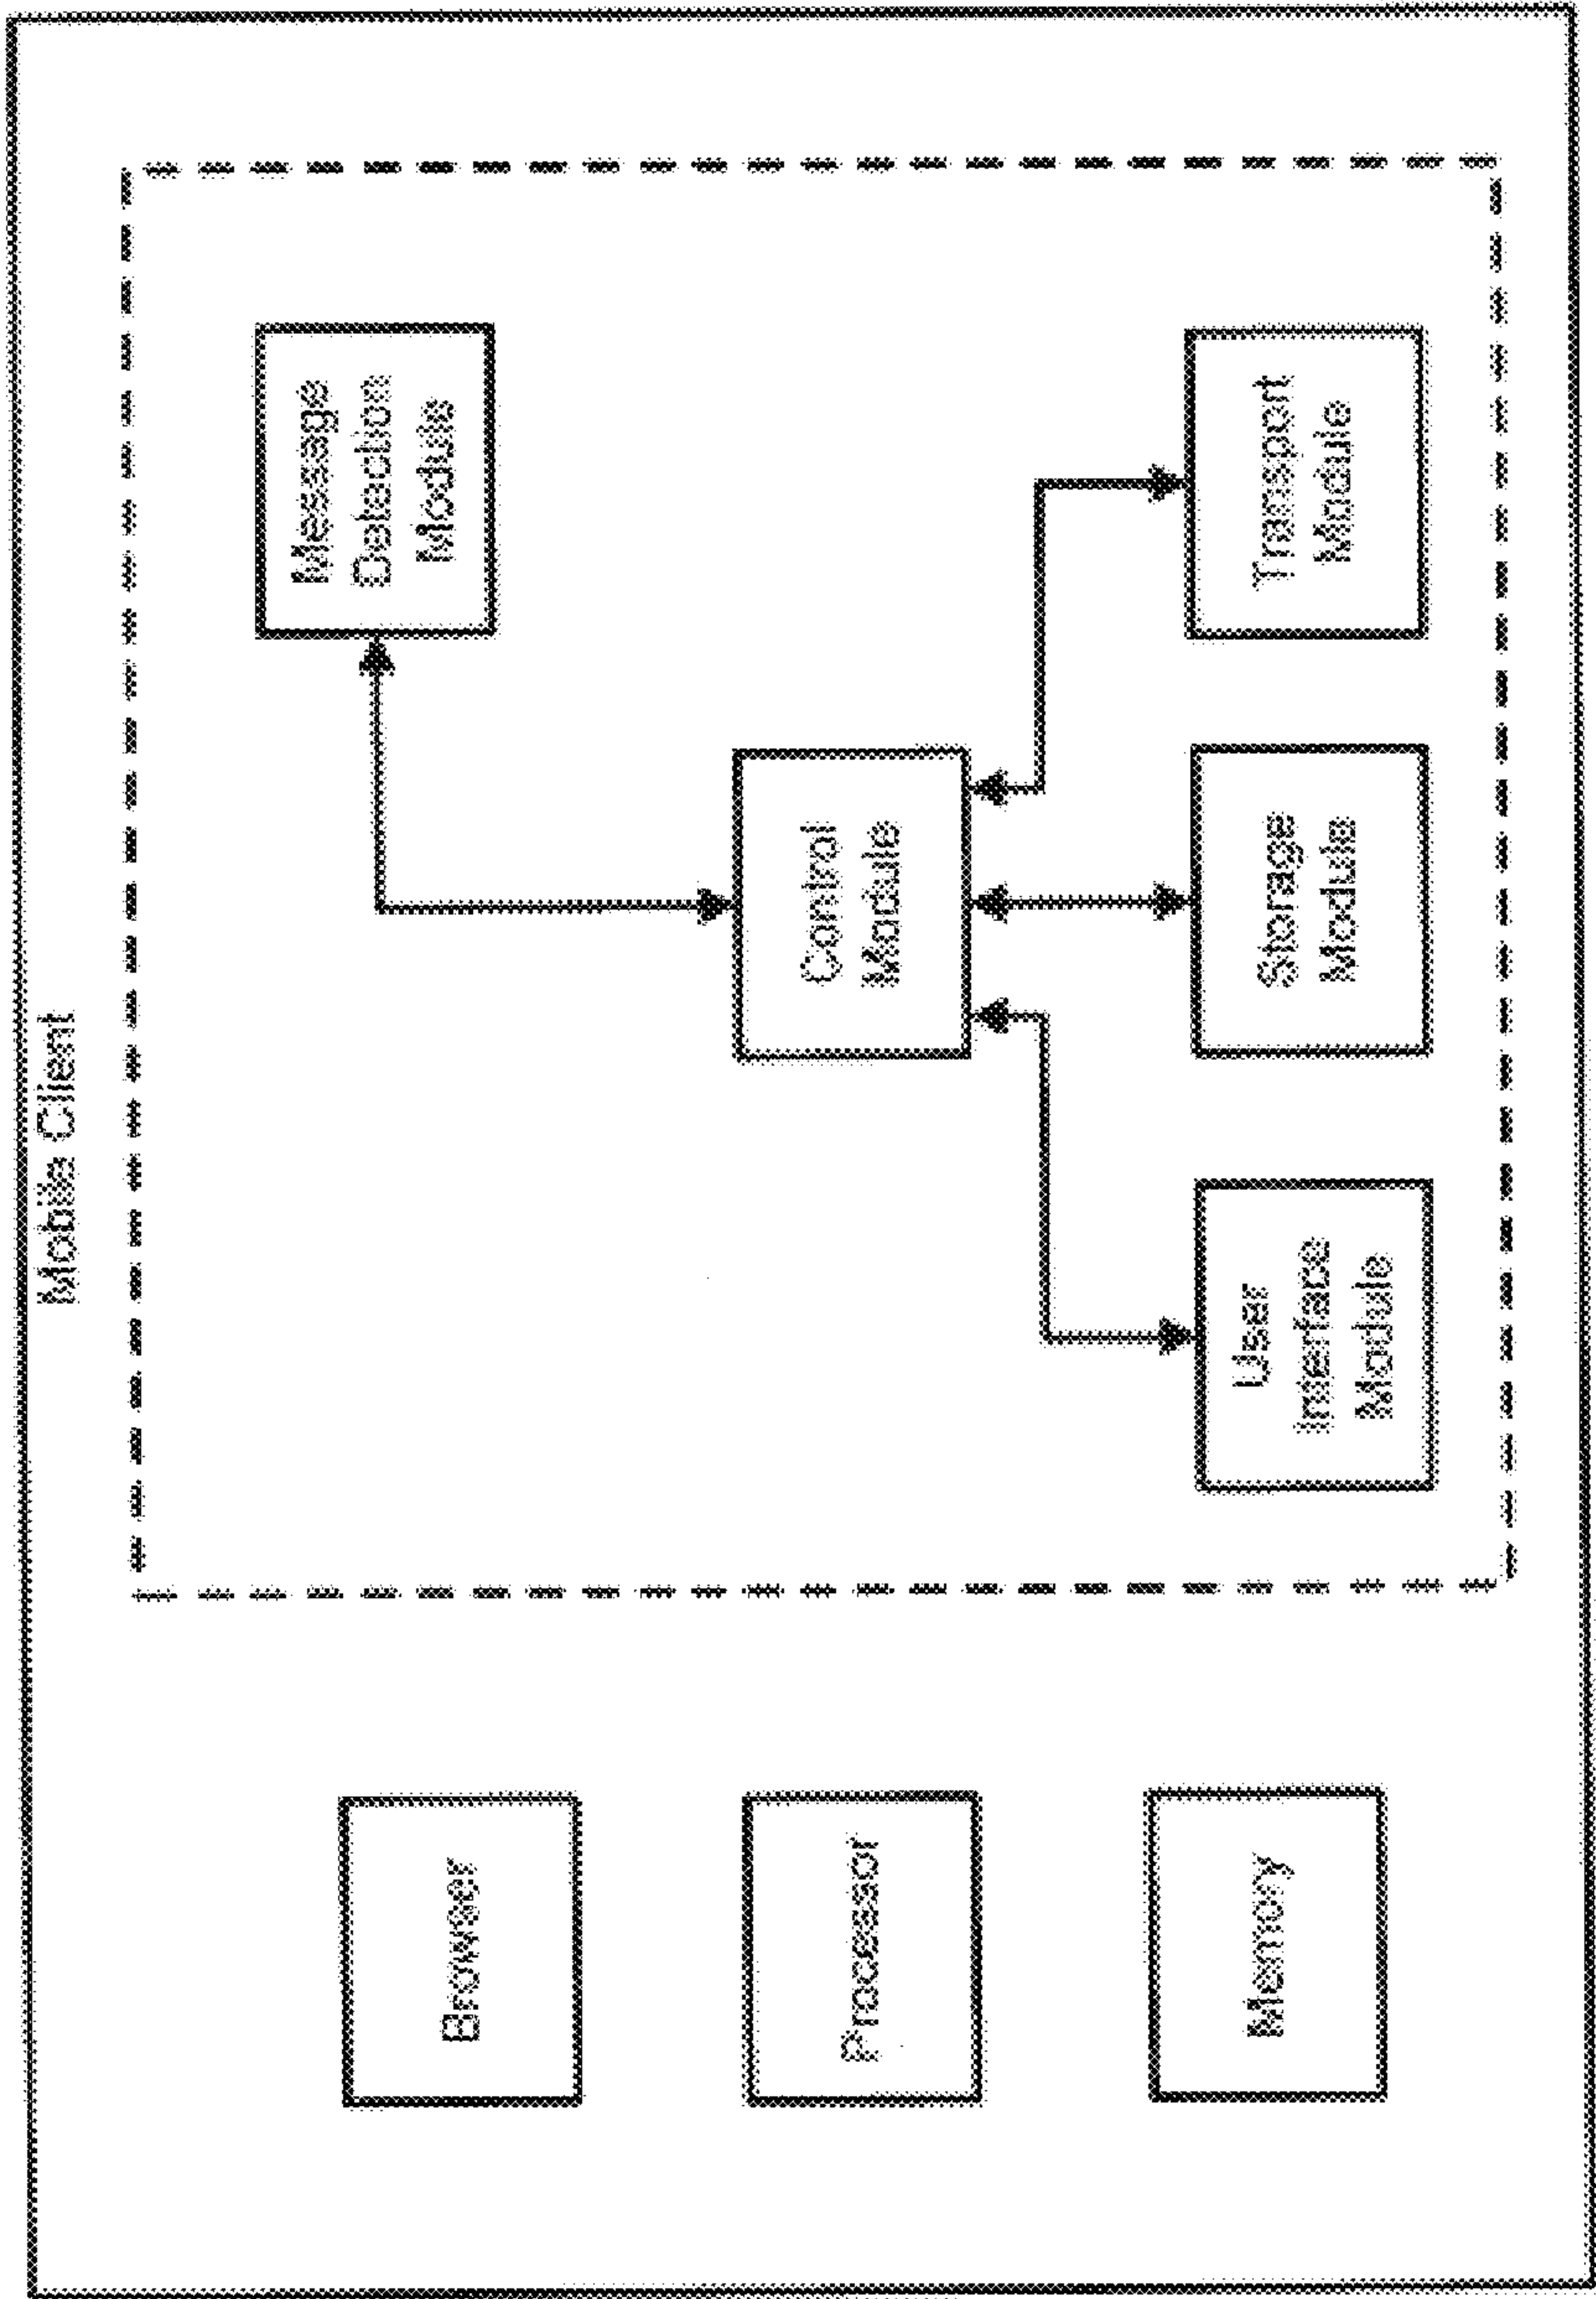 Mobile Client
Browser
Processor
Memory
Message
Detection
Module
Control
Module
User
Interface
Module
Storage
Module
Transport
Module